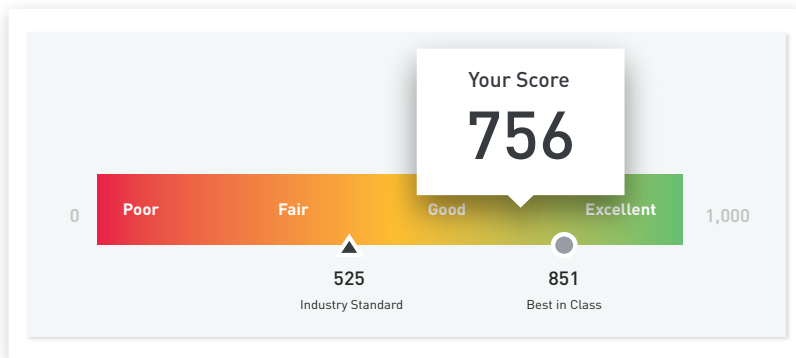 Your Score
756
0
Poor
Fair
Good
Excellent
1,000
525
Industry Standard
851
Best in Class